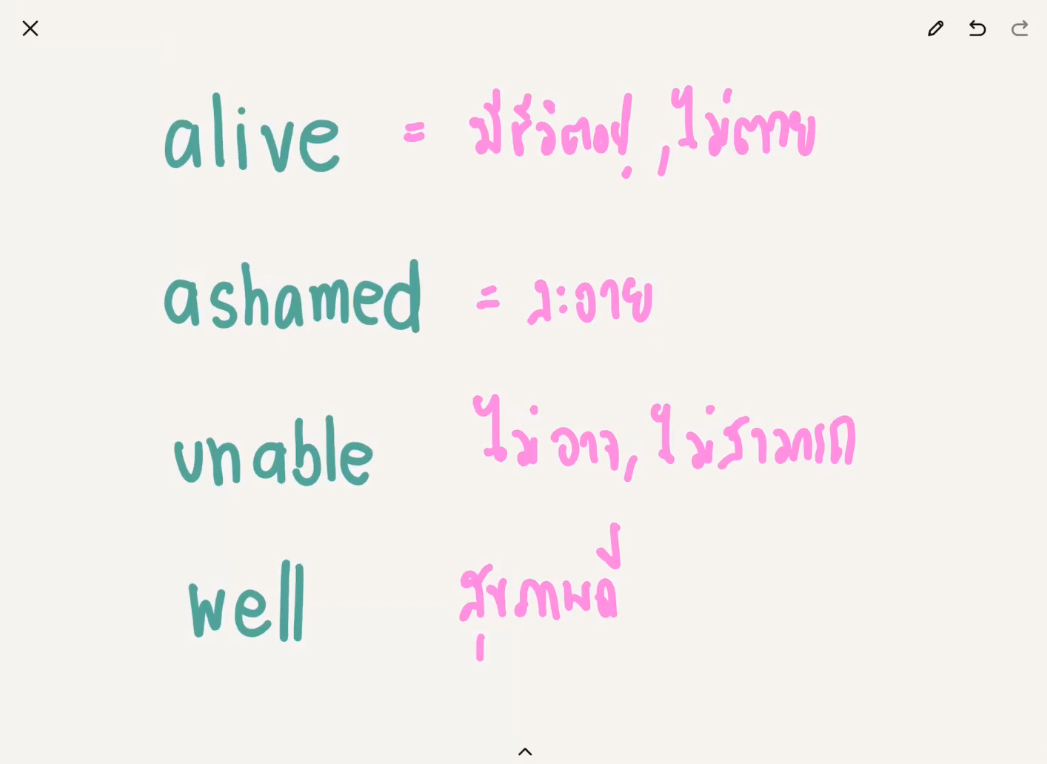 alive = มีชีวิตอยู่, ไม่ตาย
ashamed = ละอาย
unable ไม่อาจ, ไม่สามารถ
well สุขภาพดี